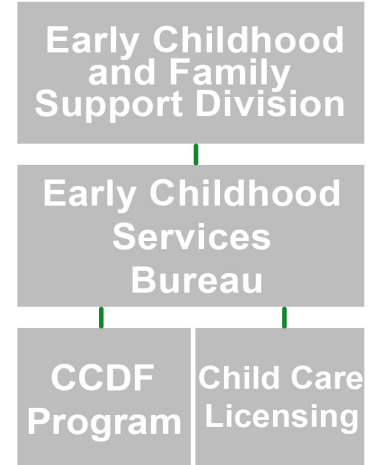 Early Childhood
and Family
Support Division
Early Childhood
Services
Bureau
CCDF
Program
Child Care
Licensing